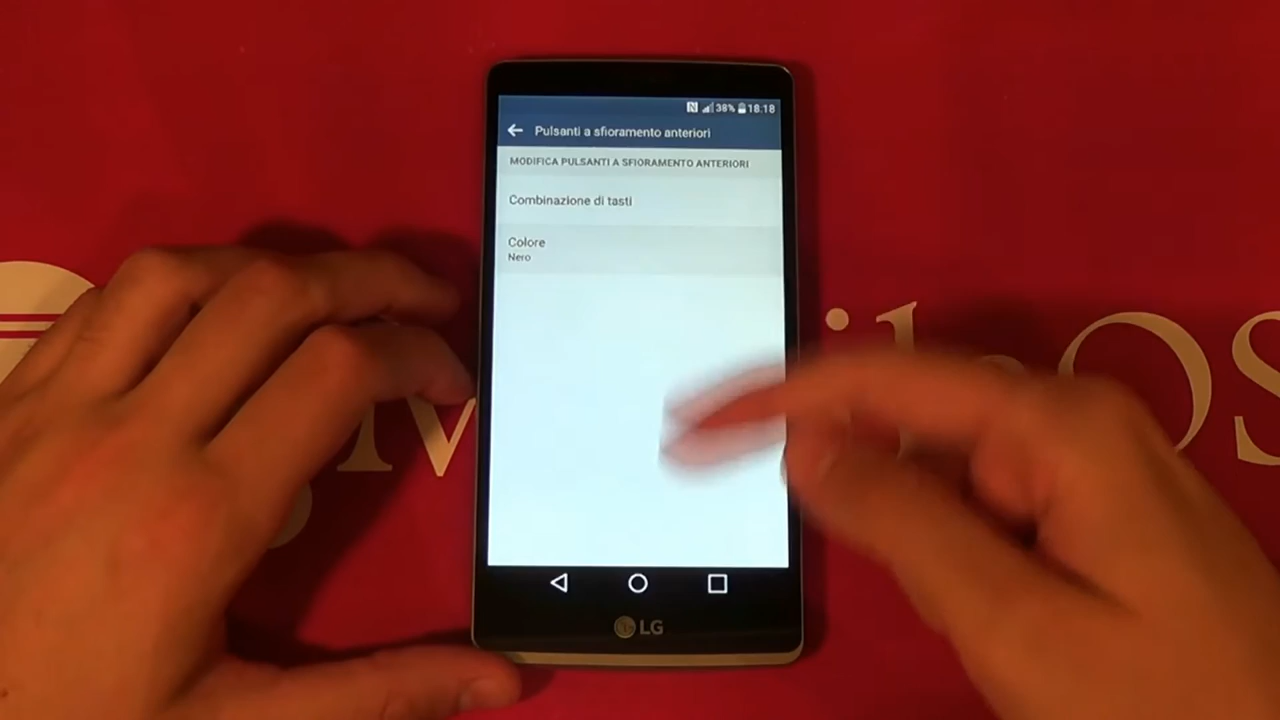 38% 18.18
Pulsanti a sfioramento anteriori
MODIFICA PULSANTI A SFIORAMENTO ANTERIORI
Combinazione di tasti
Colore
Nero
LG